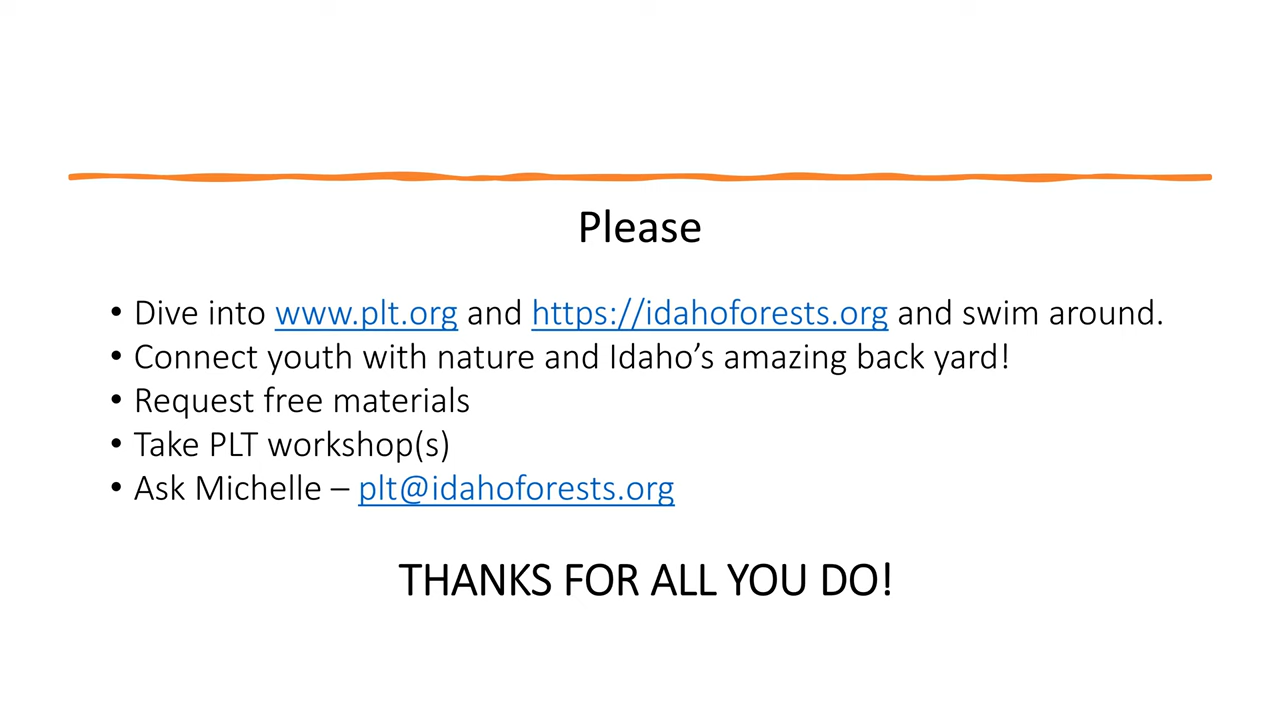 Please
• Dive into www.plt.org and https://idahoforests.org and swim around.
• Connect youth with nature and Idaho’s amazing back yard!
• Request free materials
• Take PLT workshop(s)
• Ask Michelle – plt@idahoforests.org
THANKS FOR ALL YOU DO!